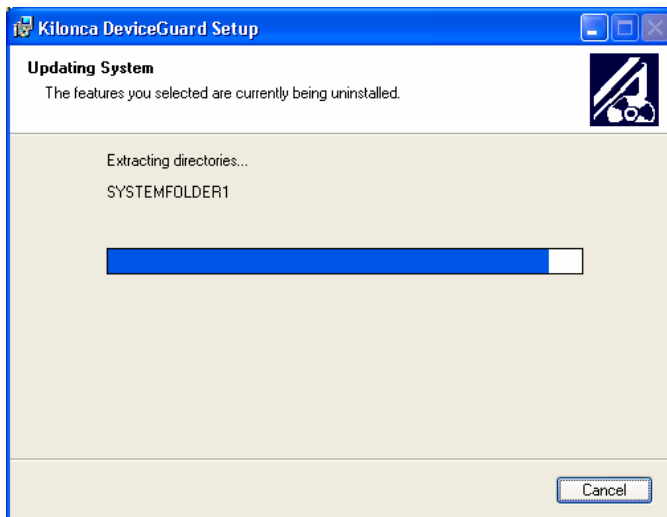 Kilonca DeviceGuard Setup
Updating System
The features you selected are currently being uninstalled.
Extracting directories...
SYSTEMFOLDER1
Cancel